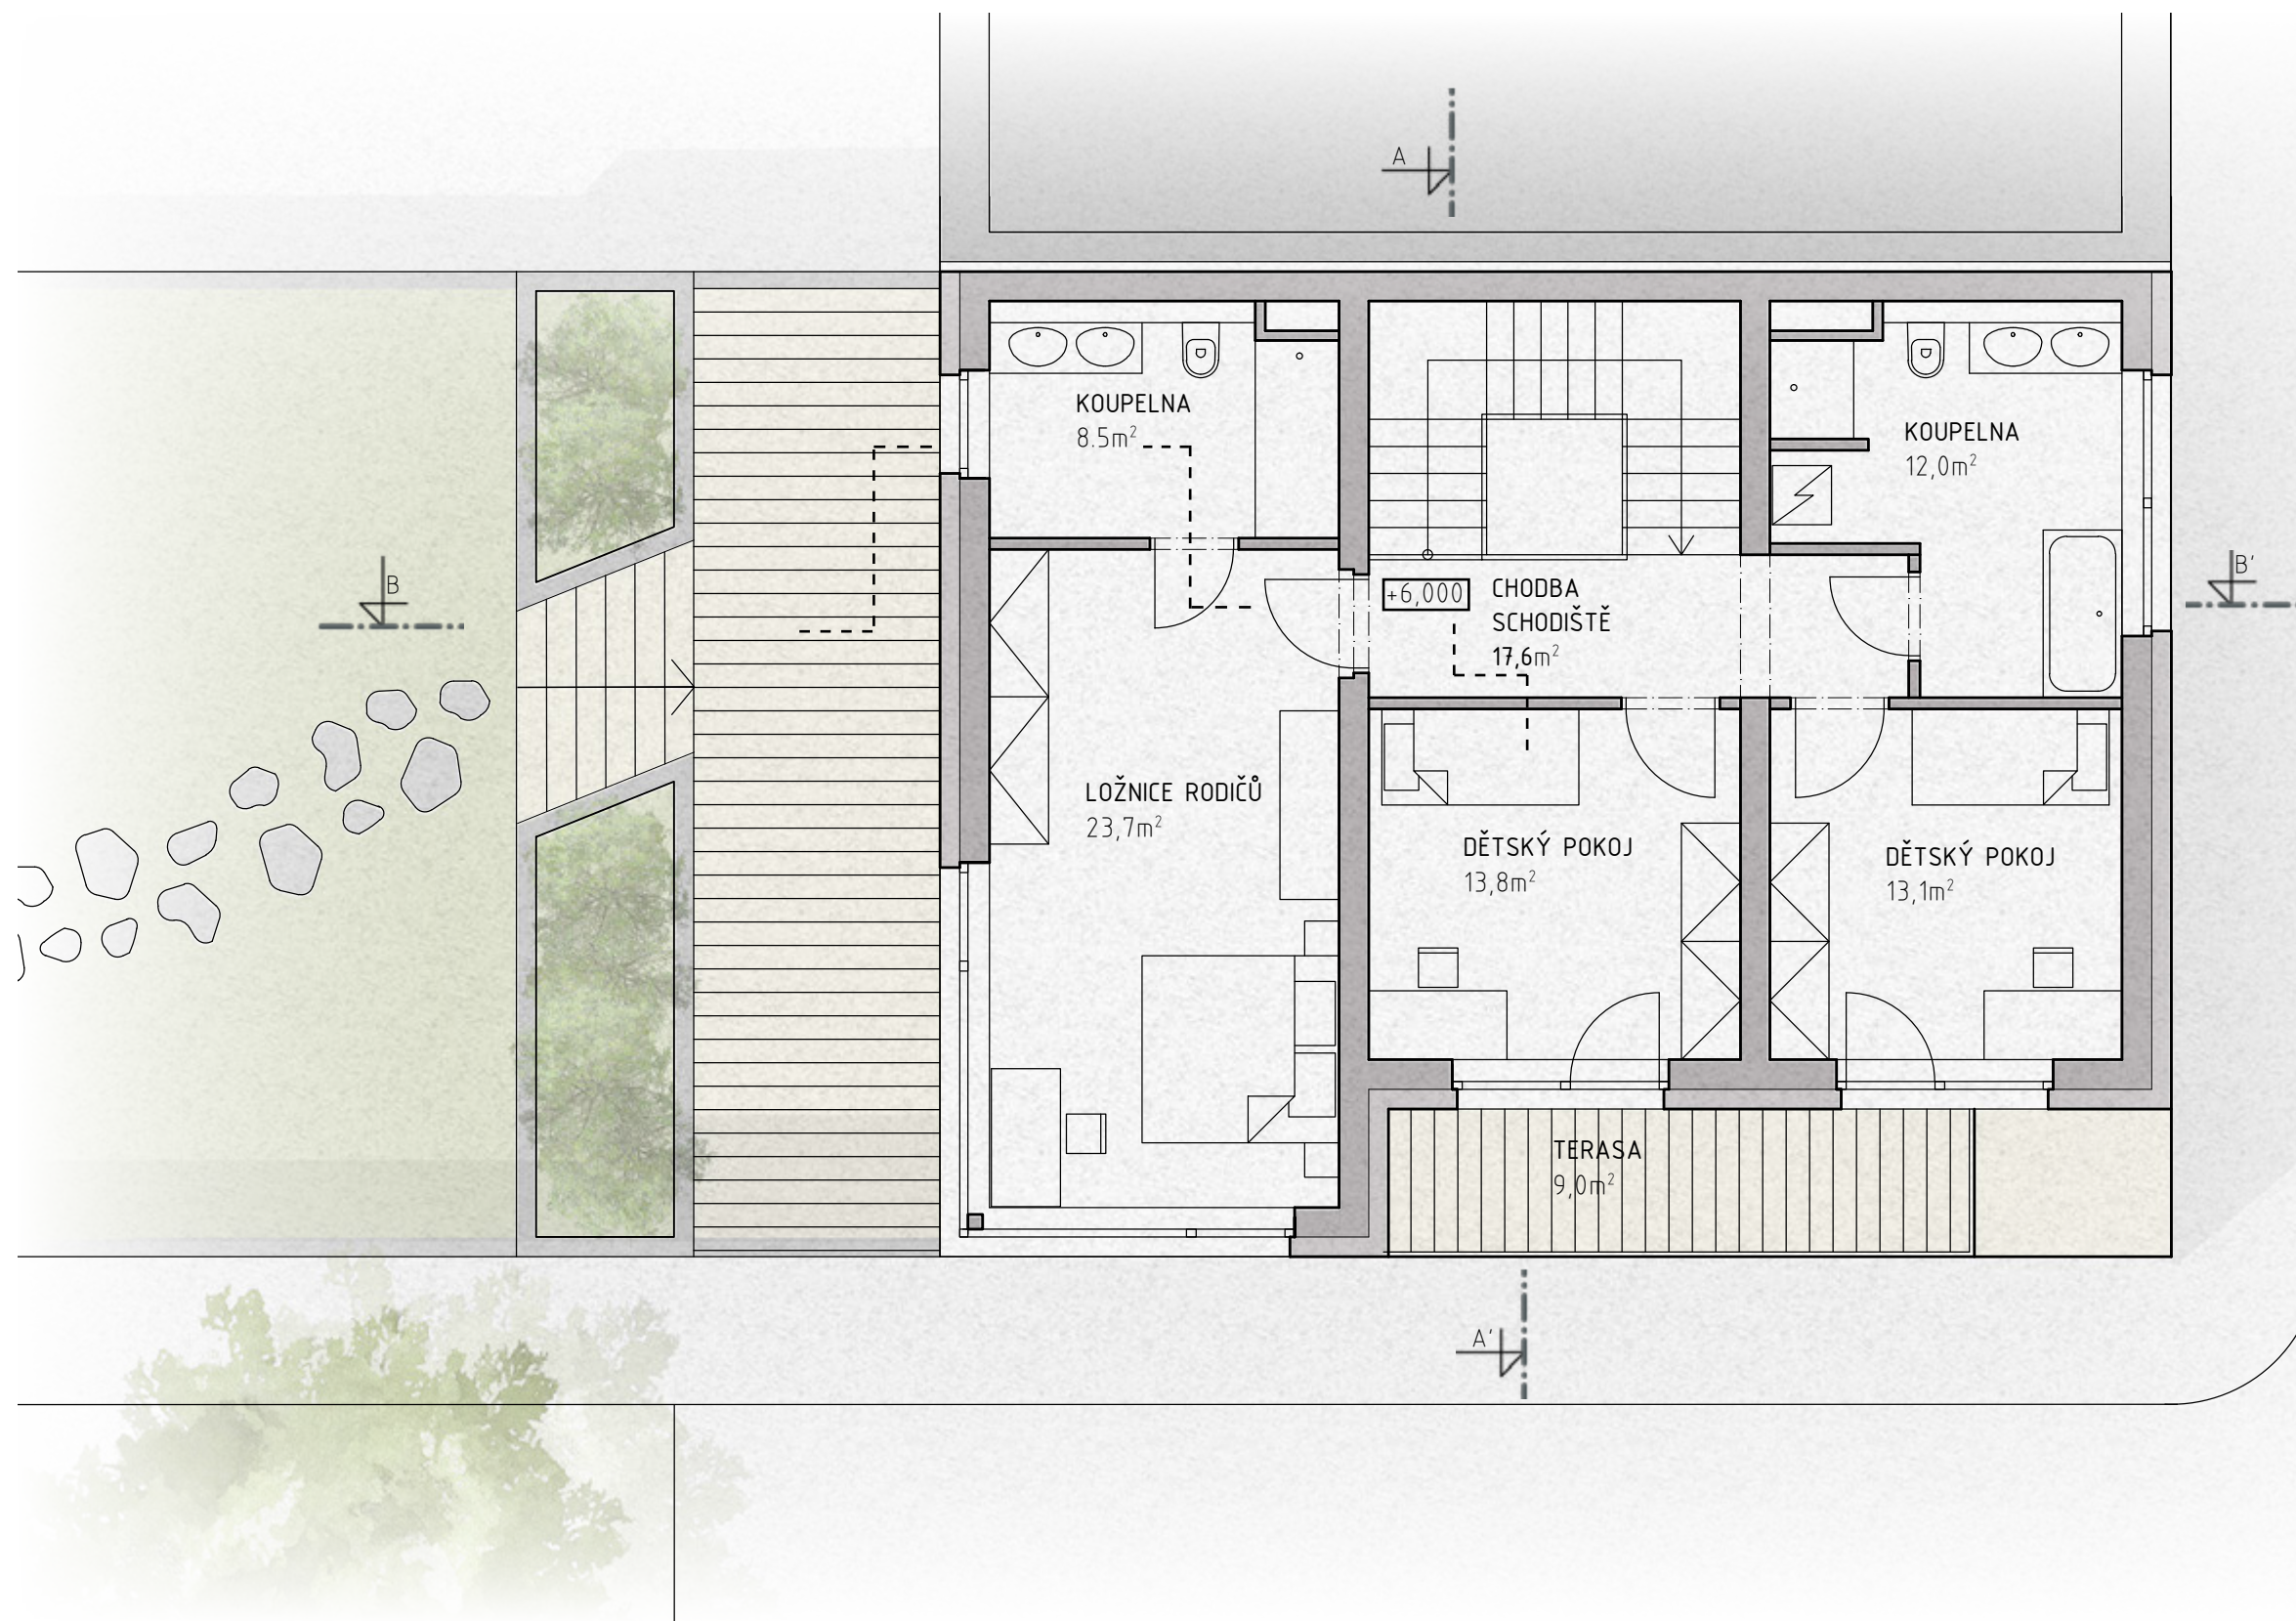 A
KOUPELNA
8.5m²
KOUPELNA
12,0m²
B
B'
+6,000
CHODBA
SCHODIŠTĚ
17,6m²
LOŽNICE RODIČŮ
23,7m²
DĚTSKÝ POKOJ
13,8m²
DĚTSKÝ POKOJ
13,1m²
TERASA
9,0m²
A'